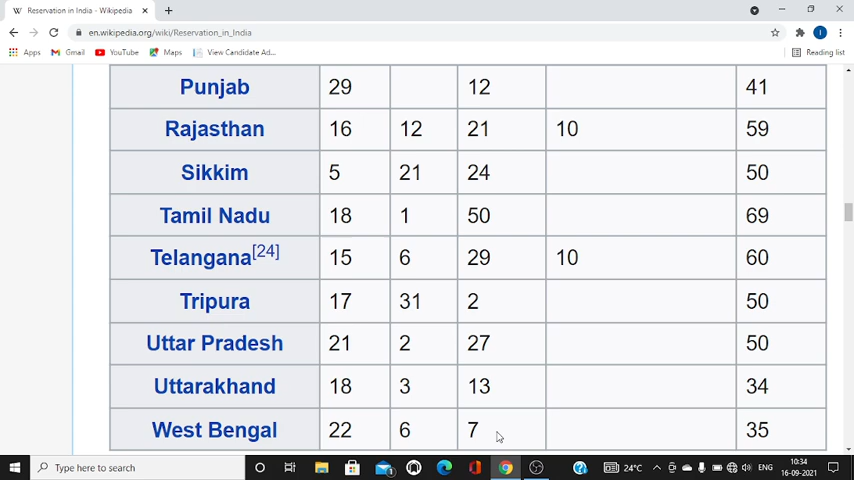 Reservation in India - Wikipedia
en.wikipedia.org/wiki/Reservation_in_India
Apps Gmail YouTube Maps View Candidate Ad... Reading list
Punjab 29 12 41
Rajasthan 16 12 21 10 59
Sikkim 5 21 24 50
Tamil Nadu 18 1 50 69
Telangana[24] 15 6 29 10 60
Tripura 17 31 2 50
Uttar Pradesh 21 2 27 50
Uttarakhand 18 3 13 34
West Bengal 22 6 7 35
Type here to search 24°C ENG 10:34
16-09-2021